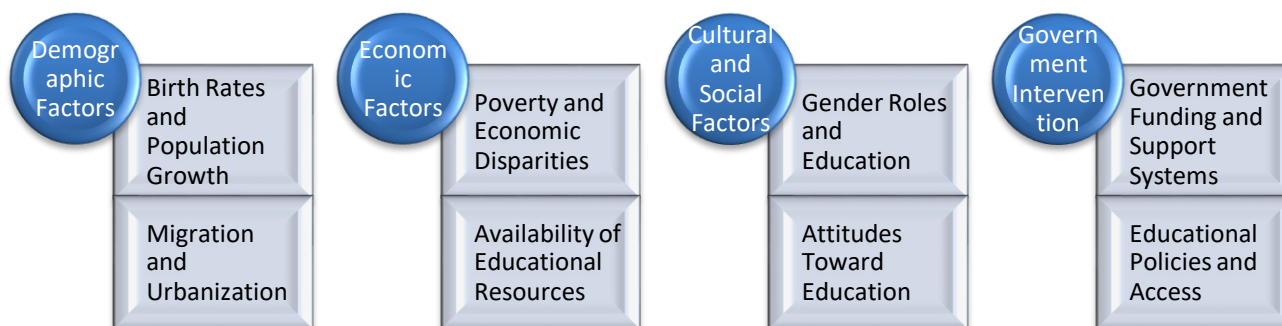 Demogr
aphic
Factors
Birth Rates
and
Population
Growth
Migration
and
Urbanization
Econom
ic
Factors
Poverty and
Economic
Disparities
Availability of
Educational
Resources
Cultural
and
Social
Factors
Gender Roles
and
Education
Attitudes
Toward
Education
Govern
ment
Interven
tion
Government
Funding and
Support
Systems
Educational
Policies and
Access